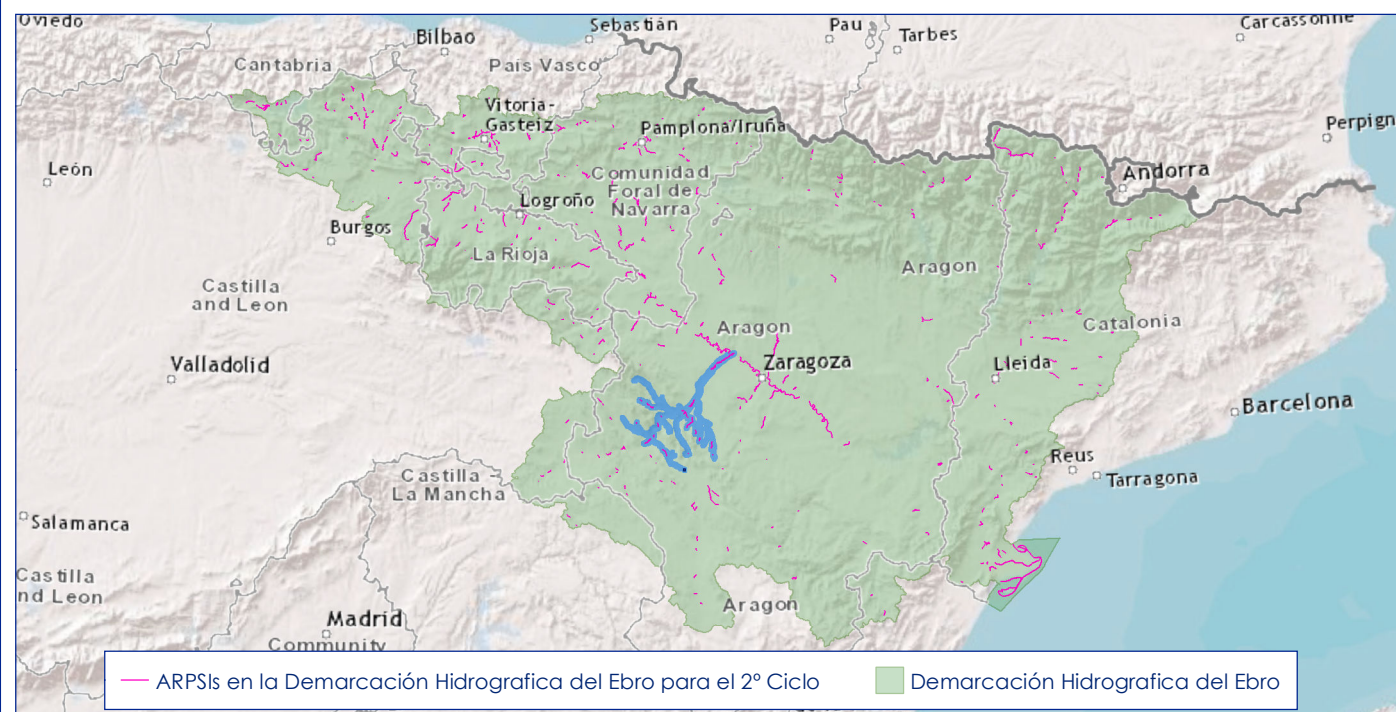 Oviedo
Bilbao
Sebastián
Pau
Tarbes
Carcassonne
Cantabria
País Vasco
Vitoria-
Gasteiz
Pamplona/Iruña
Perpign
León
Comunidad
Foral de
Navarra
Andorra
Logroño
Burgos
La Rioja
Aragon
Castilla
and Leon
Aragon
Catalonia
Valladolid
Zaragoza
Lleida
Barcelona
Castilla
La Mancha
Reus
Tarragona
Salamanca
Castilla
nd Leon
Aragon
Madrid
Community
ARPSIs en la Demarcación Hidrografica del Ebro para el 2º Ciclo
Demarcación Hidrografica del Ebro